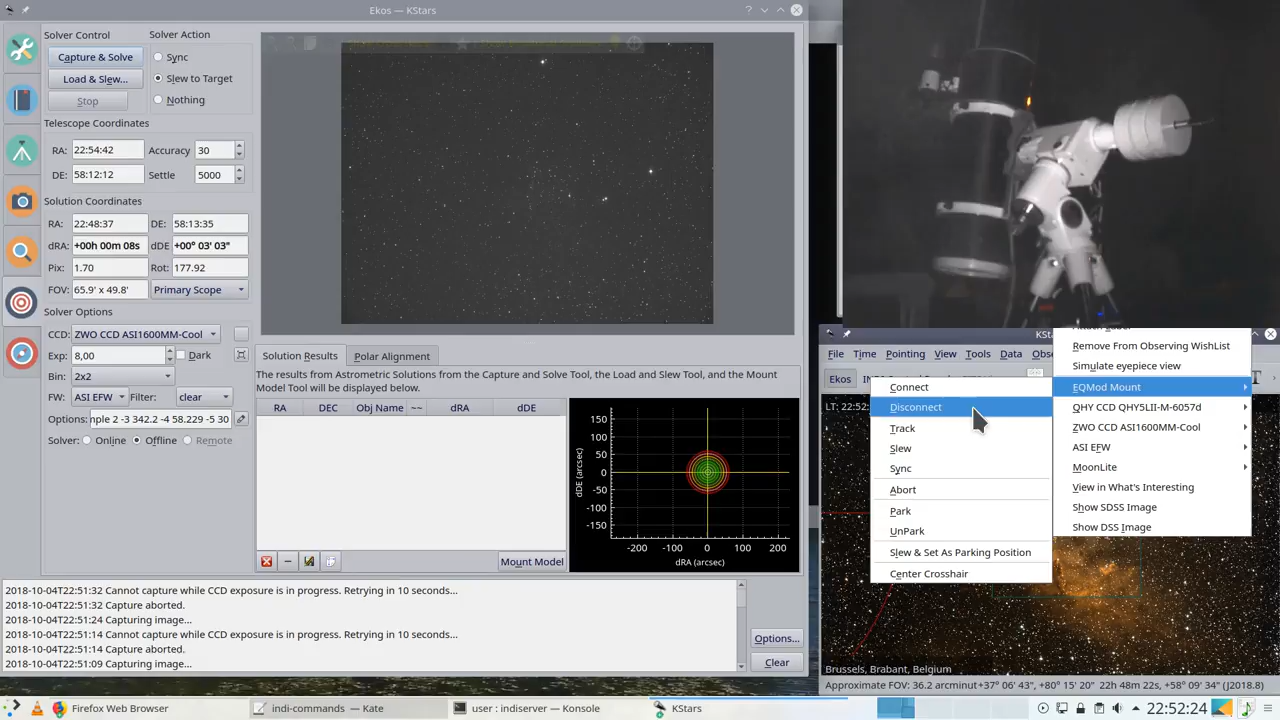 Ekos — KStars
Solver Control
Solver Action
Capture & Solve
Sync
Load & Slew...
Slew to Target
Stop
Nothing
Telescope Coordinates
RA: 22:54:42 Accuracy 30
DE: 58:12:12 Settle 5000
Solution Coordinates
RA: 22:48:37 DE: 58:13:35
dRA: +00h 00m 08s dDE +00° 03' 03"
Pix: 1.70 Rot: 177.92
FOV: 65.9' x 49.8' Primary Scope
Solver Options
CCD: ZWO CCD ASI1600MM-Cool
Exp: 8,00 Dark
Bin: 2x2
FW: ASI EFW Filter: clear
Options: nple 2 -3 342.2 -4 58.229 -5 30
Solver: Online Offline Remote
Solution Results Polar Alignment
The results from Astrometric Solutions from the Capture and Solve Tool, the Load and Slew Tool, and the Mount
Model Tool will be displayed below.
RA DEC Obj Name ~~ dRA dDE
Mount Model
dDE (arcsec)
150
100
50
0
-50
-100
-150
-200 -100 0 100 200
dRA (arcsec)
2018-10-04T22:51:32 Cannot capture while CCD exposure is in progress. Retrying in 10 seconds...
2018-10-04T22:51:32 Capture aborted.
2018-10-04T22:51:24 Capturing image...
2018-10-04T22:51:14 Cannot capture while CCD exposure is in progress. Retrying in 10 seconds...
2018-10-04T22:51:14 Capture aborted.
2018-10-04T22:51:09 Capturing image...
Options...
Clear
KSt
File Time Pointing View Tools Data Obse
Ekos
LT: 22:52:
Remove From Observing WishList
Simulate eyepiece view
EQMod Mount
QHY CCD QHY5LII-M-6057d
ZWO CCD ASI1600MM-Cool
ASI EFW
MoonLite
View in What's Interesting
Show SDSS Image
Show DSS Image
Connect
Disconnect
Track
Slew
Sync
Abort
Park
UnPark
Slew & Set As Parking Position
Center Crosshair
Brussels, Brabant, Belgium
Approximate FOV: 36.2 arcminut +37° 06' 43", +80° 15' 20" 22h 48m 22s, +58° 09' 34" (J2018.8)
Firefox Web Browser
indi-commands — Kate
user : indiserver — Konsole
KStars
22:52:24